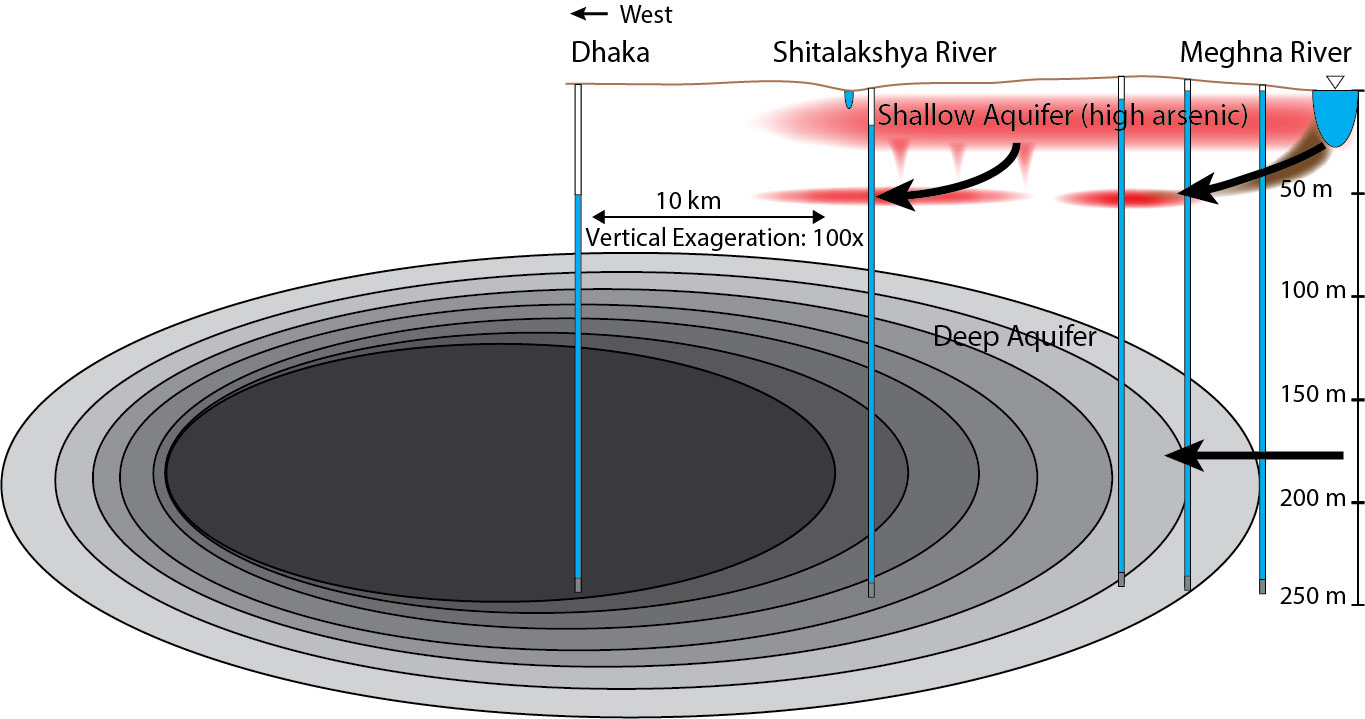 West
Dhaka
Shitalakshya River
Meghna River
Shallow Aquifer (high arsenic)
50 m
10 km
Vertical Exageration: 100x
100 m
Deep Aquifer
150 m
200 m
250 m